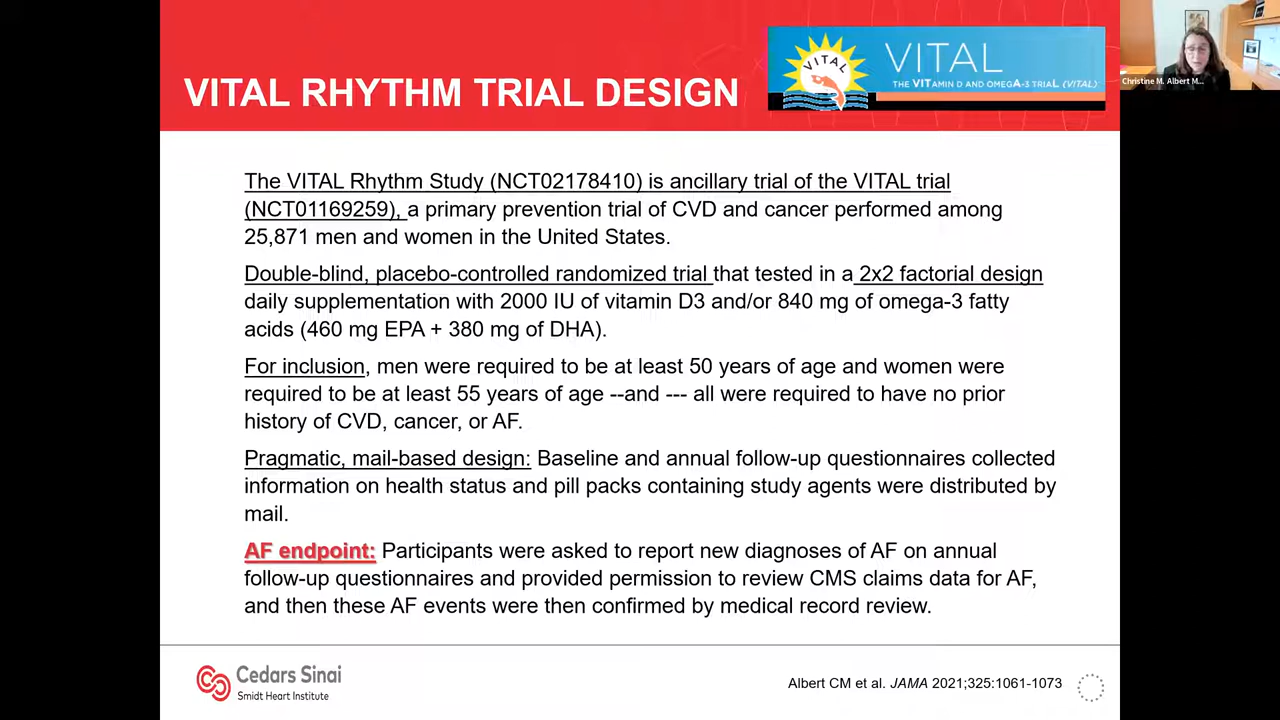 VITAL RHYTHM TRIAL DESIGN
VITAL
VITAL
THE VITAMIN D AND OMEGA-3 TRIAL (VITAL)
Christine M. Albert M...
The VITAL Rhythm Study (NCT02178410) is ancillary trial of the VITAL trial
(NCT01169259), a primary prevention trial of CVD and cancer performed among
25,871 men and women in the United States.
Double-blind, placebo-controlled randomized trial that tested in a 2x2 factorial design
daily supplementation with 2000 IU of vitamin D3 and/or 840 mg of omega-3 fatty
acids (460 mg EPA + 380 mg of DHA).
For inclusion, men were required to be at least 50 years of age and women were
required to be at least 55 years of age --and --- all were required to have no prior
history of CVD, cancer, or AF.
Pragmatic, mail-based design: Baseline and annual follow-up questionnaires collected
information on health status and pill packs containing study agents were distributed by
mail.
AF endpoint: Participants were asked to report new diagnoses of AF on annual
follow-up questionnaires and provided permission to review CMS claims data for AF,
and then these AF events were then confirmed by medical record review.
Cedars Sinai
Smidt Heart Institute
Albert CM et al. JAMA 2021;325:1061-1073